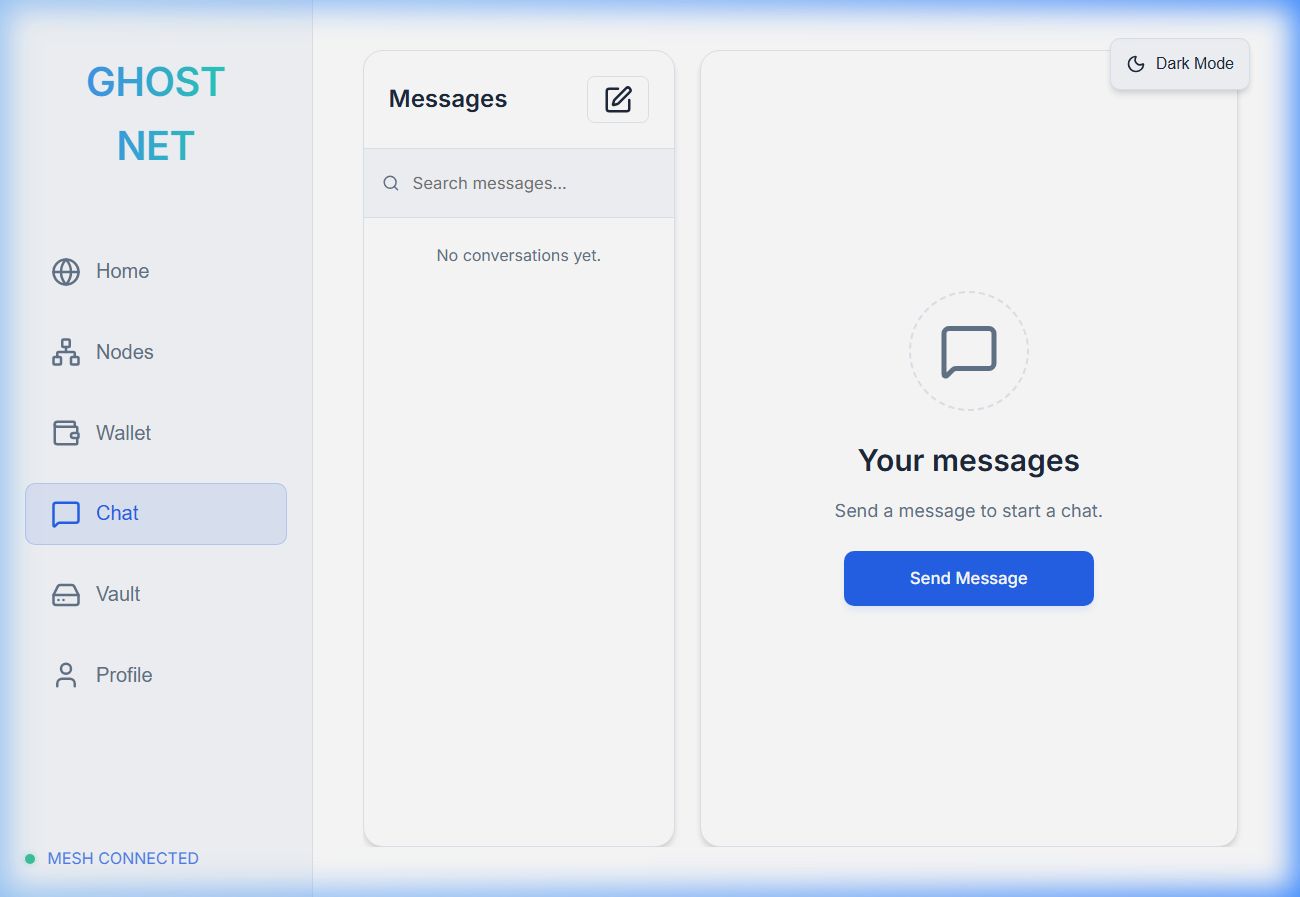 GHOST
NET
Home
Nodes
Wallet
Chat
Vault
Profile
MESH CONNECTED
Messages
Search messages...
No conversations yet.
Dark Mode
Your messages
Send a message to start a chat.
Send Message